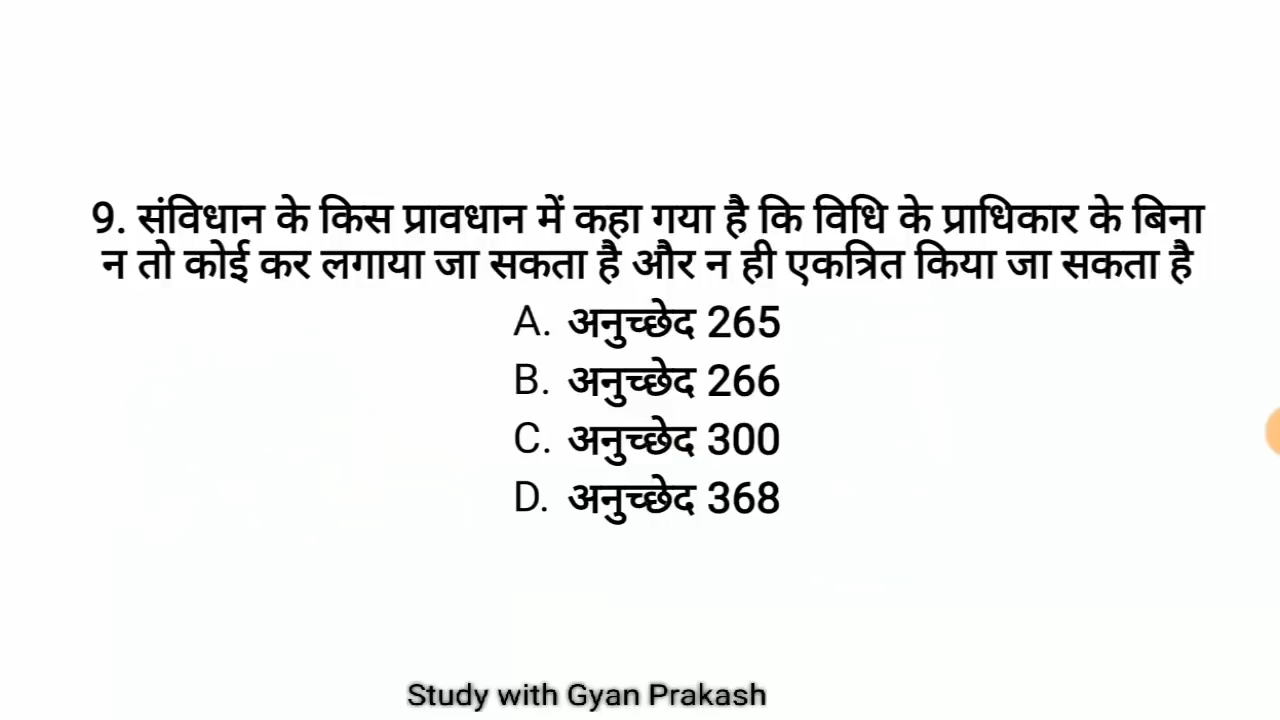 9. संविधान के किस प्रावधान में कहा गया है कि विधि के प्राधिकार के बिना
न तो कोई कर लगाया जा सकता है और न ही एकत्रित किया जा सकता है
A. अनुच्छेद 265
B. अनुच्छेद 266
C. अनुच्छेद 300
D. अनुच्छेद 368
Study with Gyan Prakash